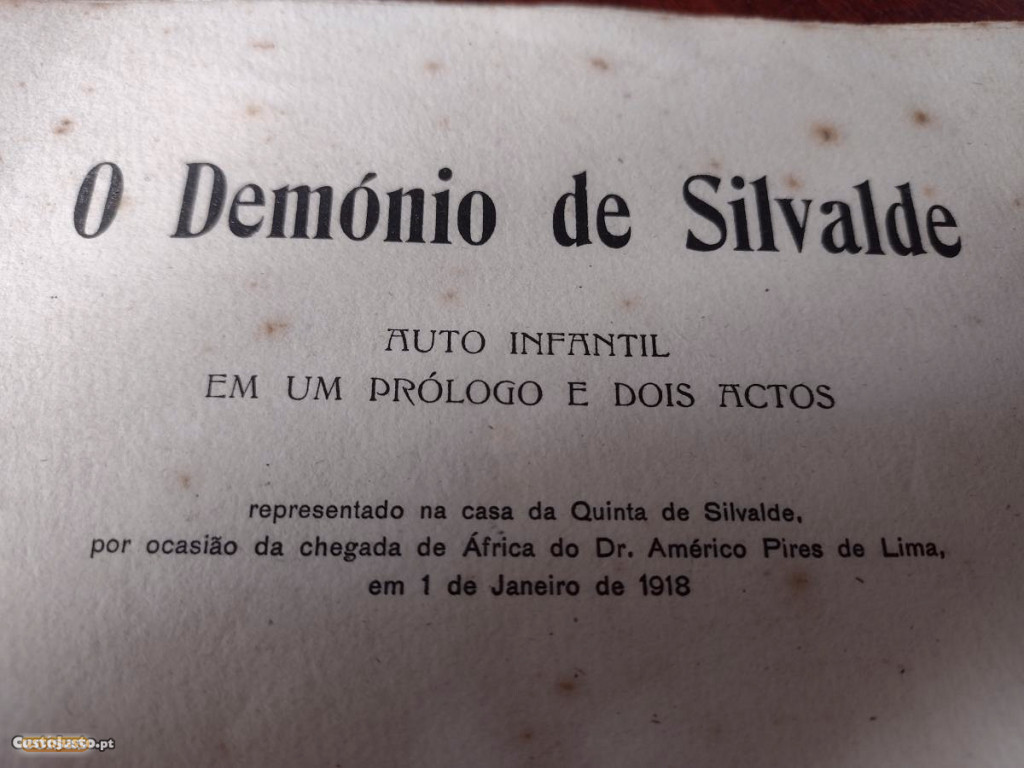 O Demónio de Silvalde
AUTO INFANTIL
EM UM PRÓLOGO E DOIS ACTOS
representado na casa da Quinta de Silvalde,
por ocasião da chegada de África do Dr. Américo Pires de Lima,
em 1 de Janeiro de 1918
CustoJusto.pt